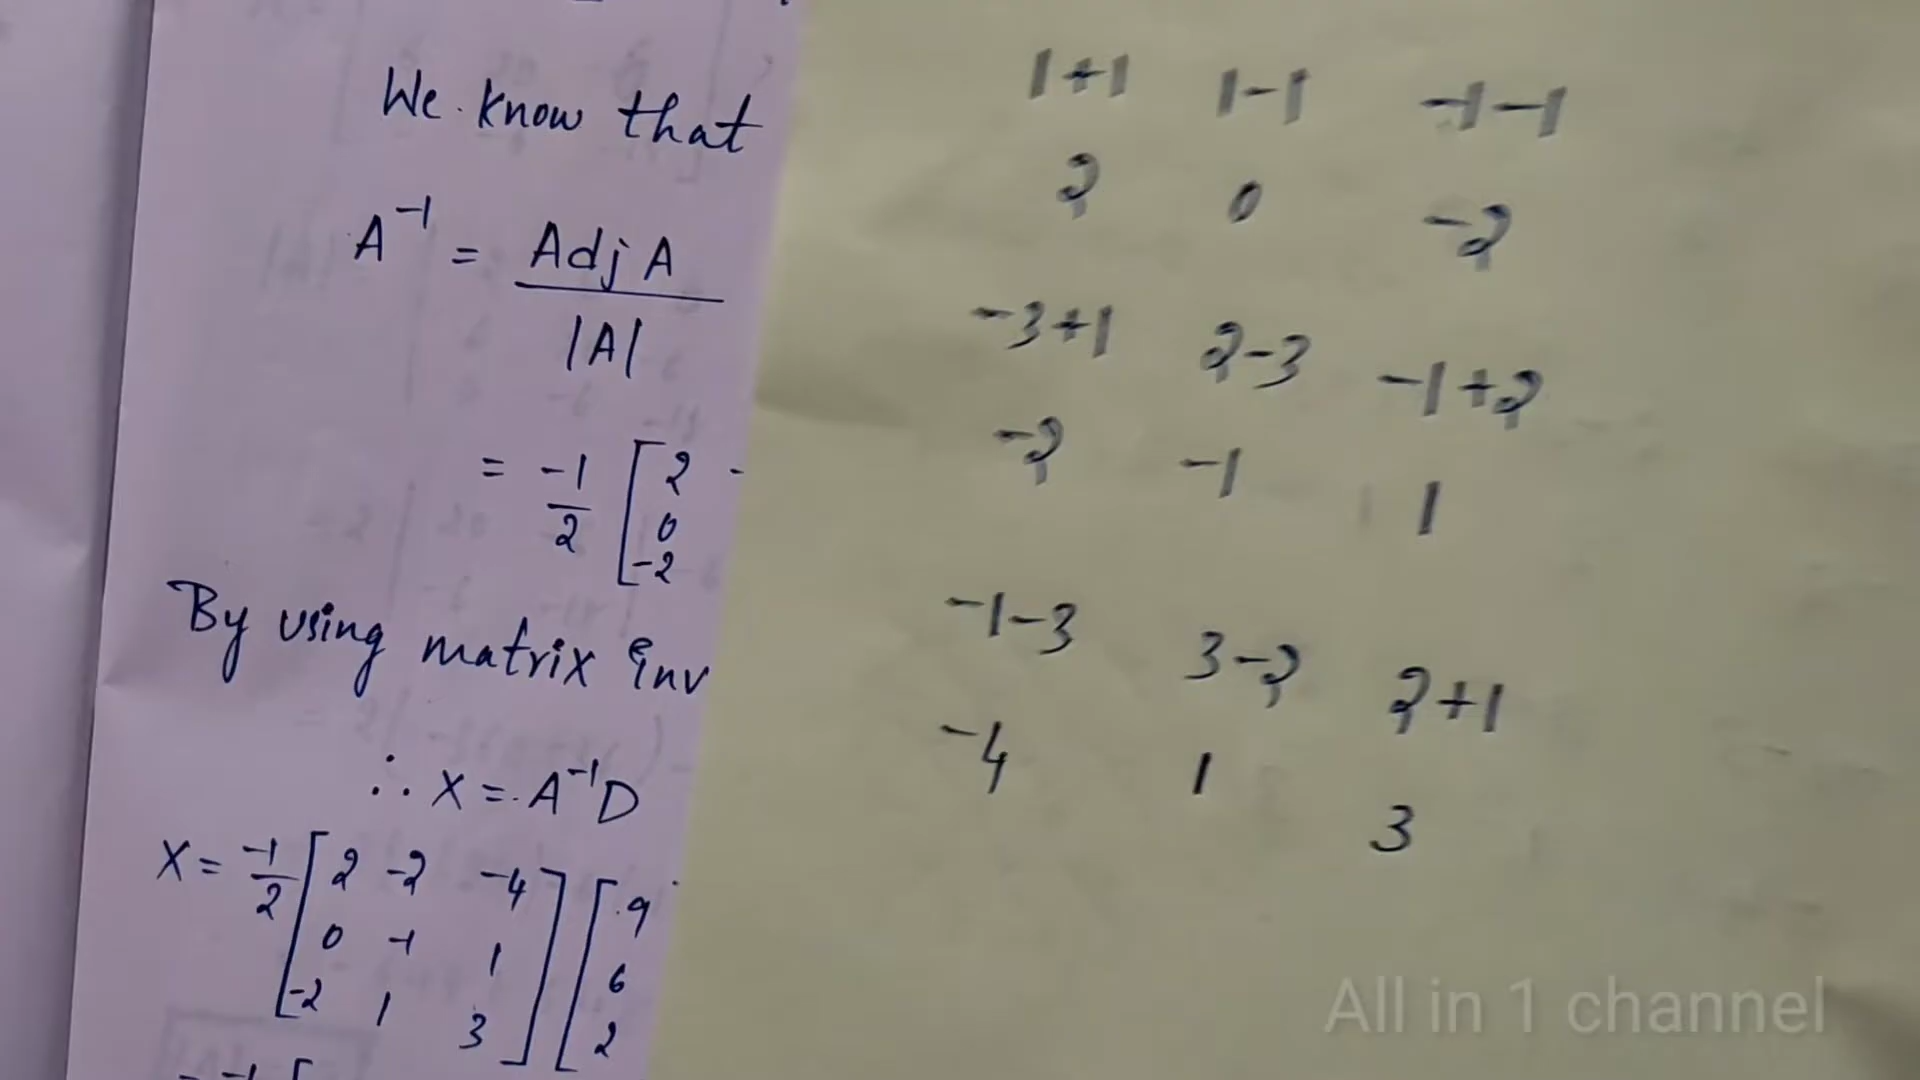 We know that
A⁻¹ = Adj A
|A|
= -1/2 [ 2 -
0
-2
By using matrix inv
∴ X = A⁻¹D
X = -1/2 [ 2 -2 -4 ] [ 9
0 -1 1 6
-2 1 3 2
1+1 1-1 -1-1
2 0 -2
-3+1 2-3 -1+2
-2 -1 1
-1-3 3-2 2+1
-4 1 3
All in 1 channel